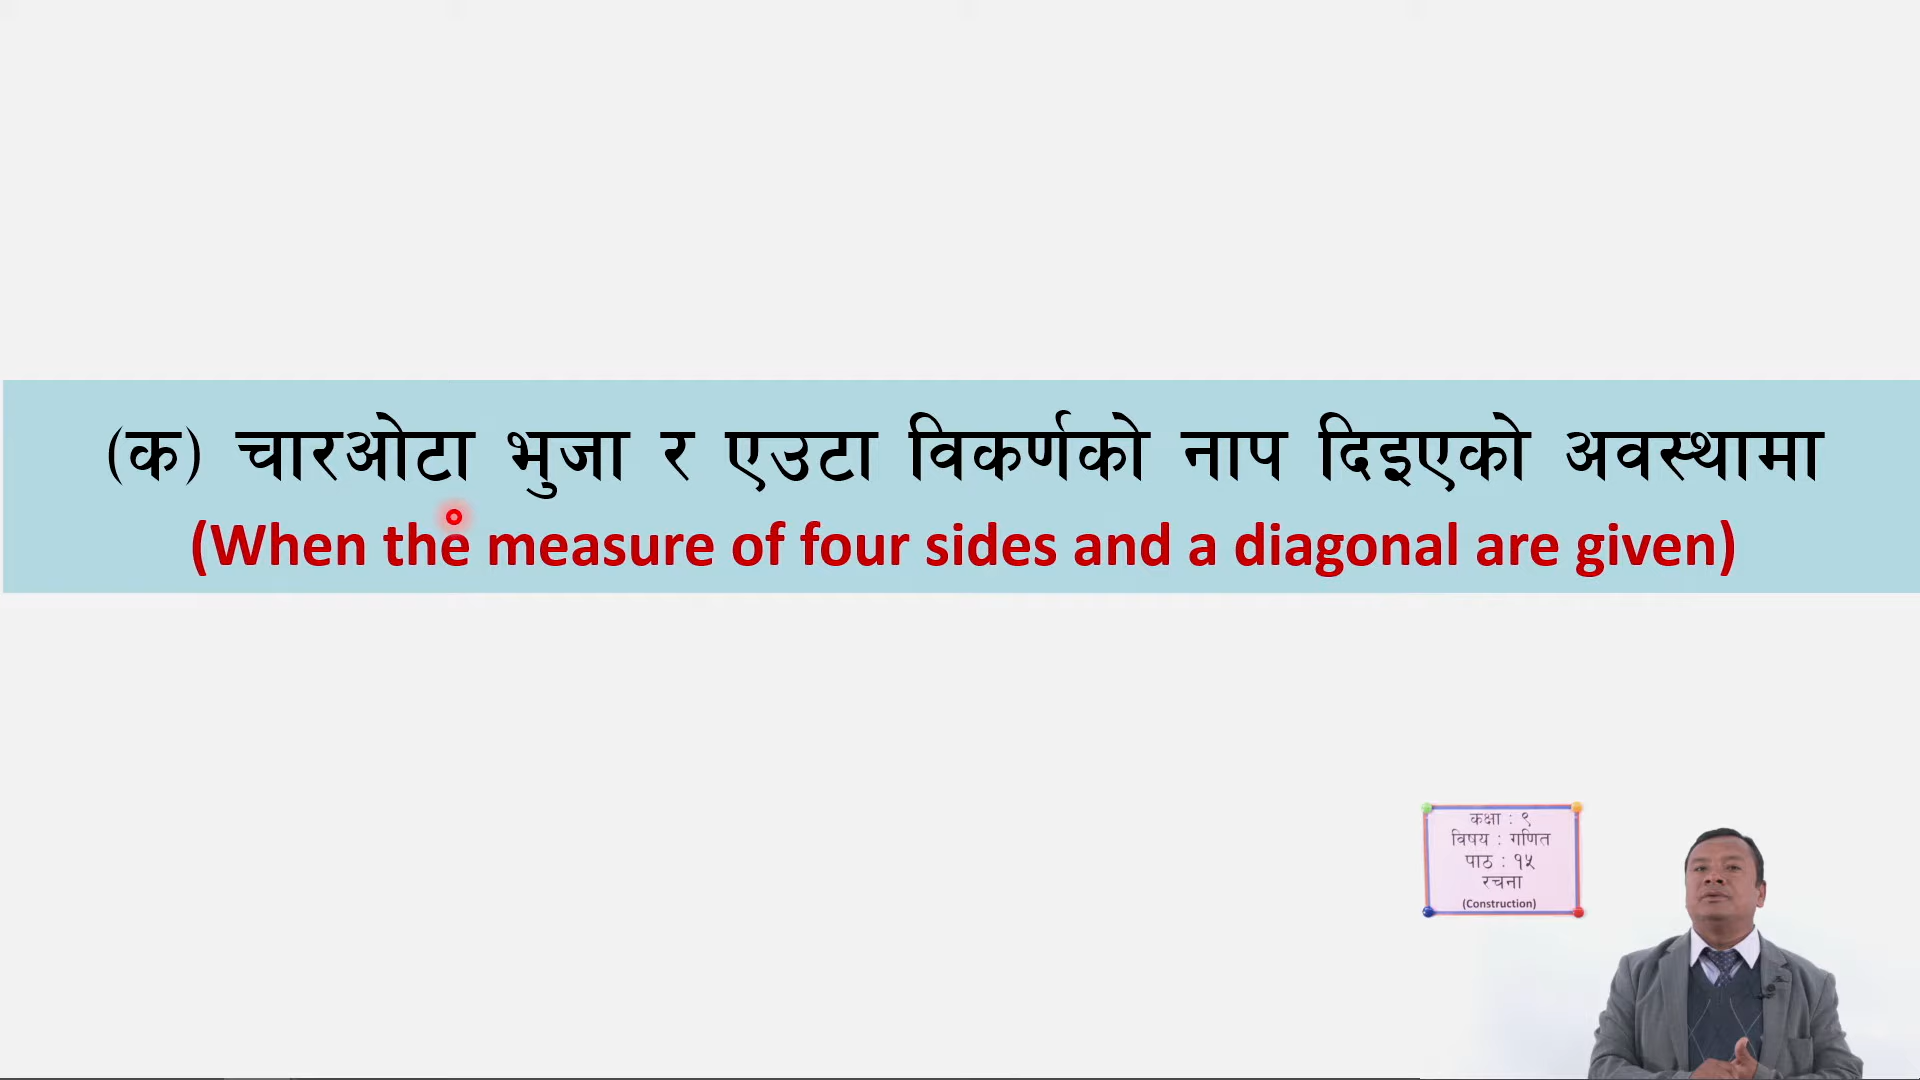 (क) चारओटा भुजा र एउटा विकर्णको नाप दिइएको अवस्थामा
(When the measure of four sides and a diagonal are given)
कक्षा : ९
विषय : गणित
पाठ : १५
रचना
(Construction)